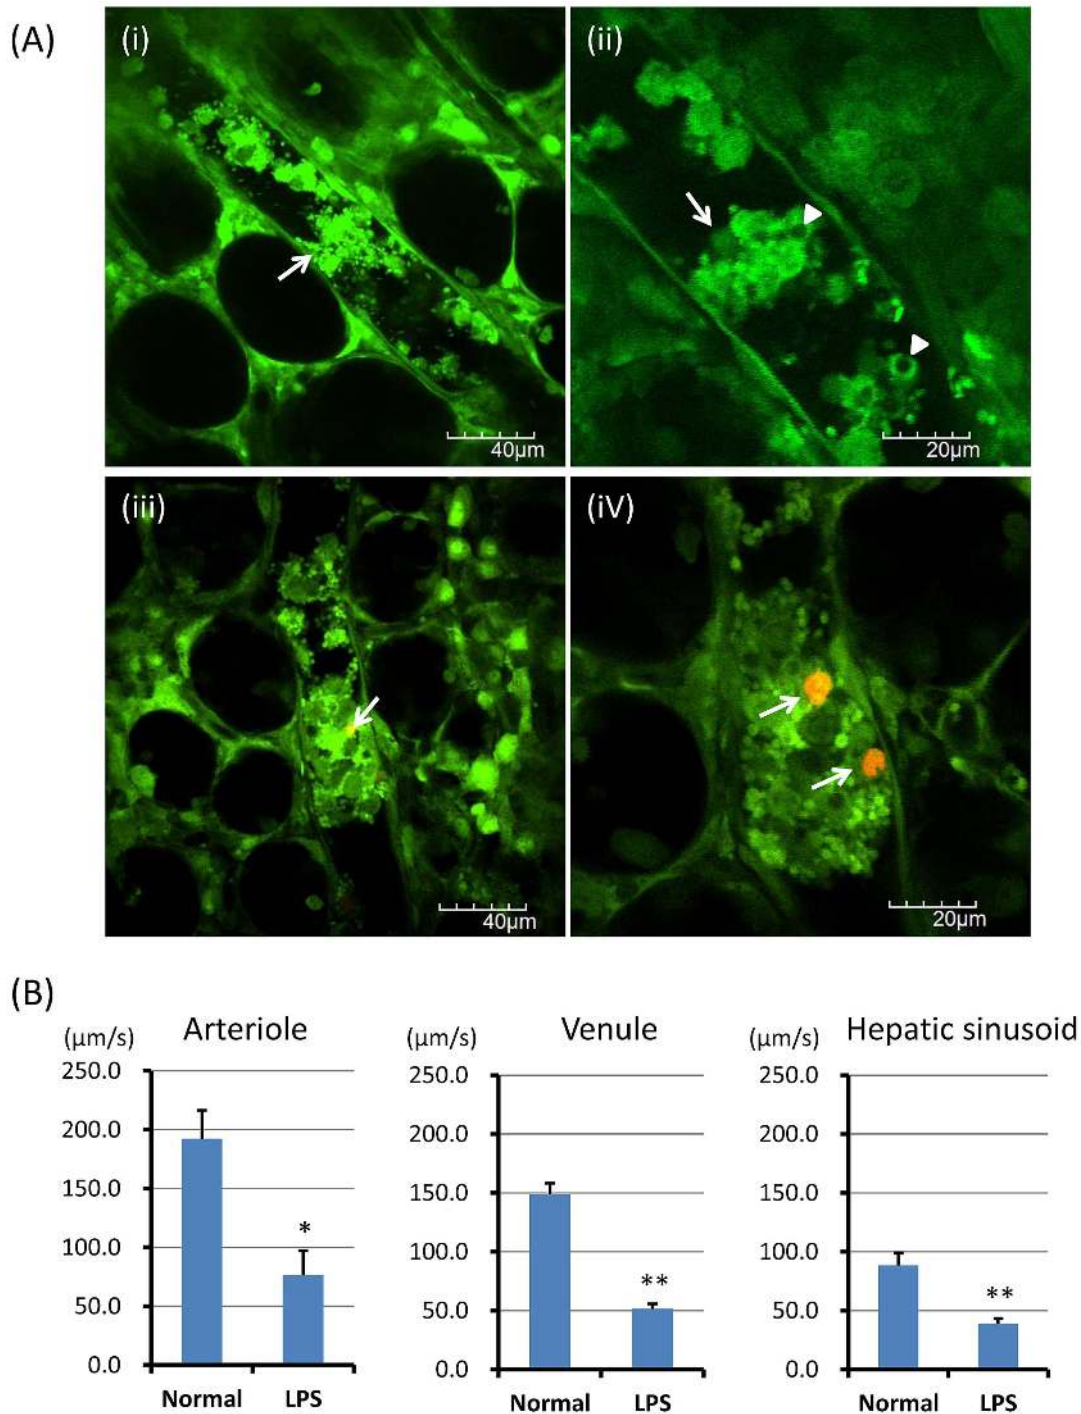 (A)
(i)
(ii)
40µm
20µm
(iii)
(iV)
40µm
20µm
(B)
(µm/s) Arteriole
250.0
200.0
150.0
100.0
50.0
0.0
*
Normal LPS
(µm/s) Venule
250.0
200.0
150.0
100.0
50.0
0.0
**
Normal LPS
(µm/s) Hepatic sinusoid
250.0
200.0
150.0
100.0
50.0
0.0
**
Normal LPS